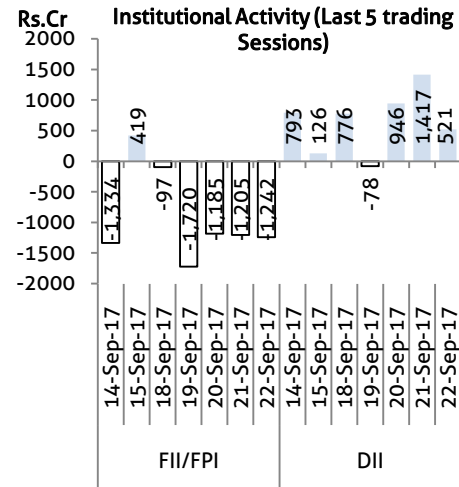 Rs.Cr
Institutional Activity (Last 5 trading
Sessions)
2000
1500
1000
500
0
-500
-1000
-1500
-2000
-1,334
419
-97
-1,720
-1,185
-1,205
-1,242
793
126
776
-78
946
1,417
521
14-Sep-17
15-Sep-17
18-Sep-17
19-Sep-17
20-Sep-17
21-Sep-17
22-Sep-17
14-Sep-17
15-Sep-17
18-Sep-17
19-Sep-17
20-Sep-17
21-Sep-17
22-Sep-17
FII/FPI
DII